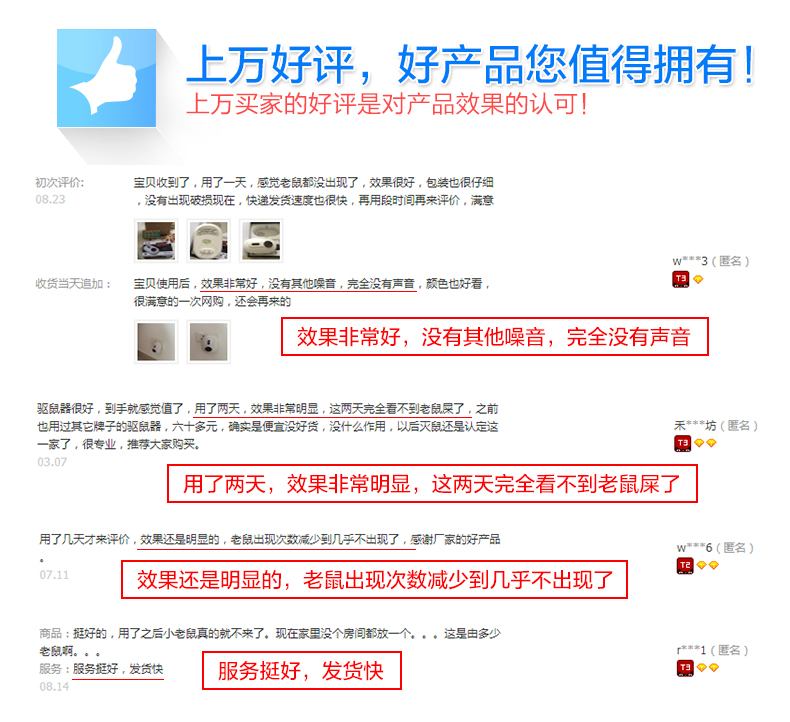 上万好评，好产品您值得拥有！
上万买家的好评是对产品效果的认可！
初次评价:
08.23
宝贝收到了，用了一天，感觉老鼠都没出现了，效果很好，包装也很仔细
，没有出现破损现在，快递发货速度也很快，再用段时间再来评价，满意
w***3（匿名）
T3
收货当天追加：
宝贝使用后，效果非常好，没有其他噪音，完全没有声音，颜色也好看，
很满意的一次网购，还会再来的
效果非常好，没有其他噪音，完全没有声音
驱鼠器很好，到手就感觉值了，用了两天，效果非常明显，这两天完全看不到老鼠屎了，之前
也用过其它牌子的驱鼠器，六十多元，确实是便宜没好货，没什么作用，以后灭鼠还是认定这
一家了，很专业，推荐大家购买。
03.07
禾***坊（匿名）
T3
用了两天，效果非常明显，这两天完全看不到老鼠屎了
用了几天才来评价，效果还是明显的，老鼠出现次数减少到几乎不出现了，感谢厂家的好产品
。
07.11
w***6（匿名）
T2
效果还是明显的，老鼠出现次数减少到几乎不出现了
商品：挺好的，用了之后小老鼠真的就不来了。现在家里没个房间都放一个。。。这是由多少
老鼠啊。。。
服务：服务挺好，发货快
08.14
r***1（匿名）
T3
服务挺好，发货快